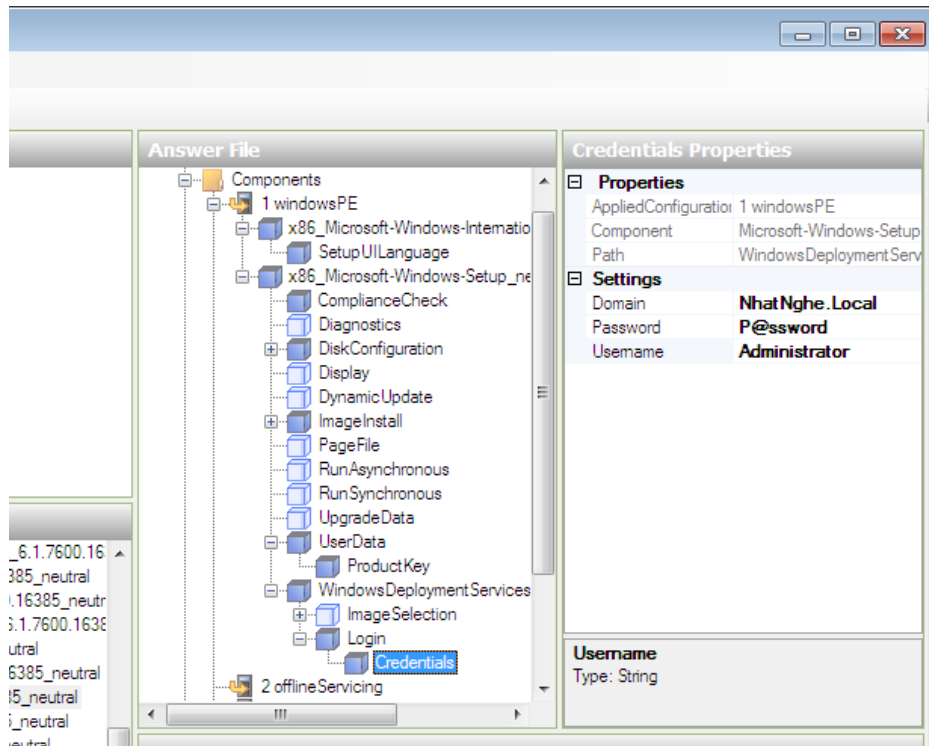 Answer File
Components
1 windowsPE
x86_Microsoft-Windows-Internatio
SetupUILanguage
x86_Microsoft-Windows-Setup_ne
ComplianceCheck
Diagnostics
DiskConfiguration
Display
DynamicUpdate
ImageInstall
PageFile
RunAsynchronous
RunSynchronous
UpgradeData
UserData
ProductKey
WindowsDeploymentServices
ImageSelection
Login
Credentials
2 offlineServicing
Credentials Properties
Properties
AppliedConfiguration 1 windowsPE
Component Microsoft-Windows-Setup
Path WindowsDeploymentServ
Settings
Domain NhatNghe.Local
Password P@ssword
Username Administrator
Username
Type: String
_6.1.7600.16
385_neutral
.16385_neutr
6.1.7600.1638
utral
6385_neutral
35_neutral
_neutral